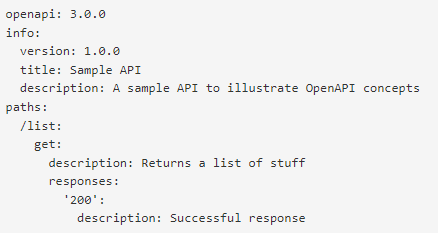 openapi: 3.0.0
info:
  version: 1.0.0
  title: Sample API
  description: A sample API to illustrate OpenAPI concepts
paths:
  /list:
    get:
      description: Returns a list of stuff
      responses:
        '200':
          description: Successful response